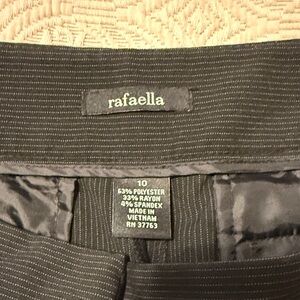 rafaella
10
63% POLYESTER
33% RAYON
4% SPANDEX
MADE IN
VIETNAM
RN 37763